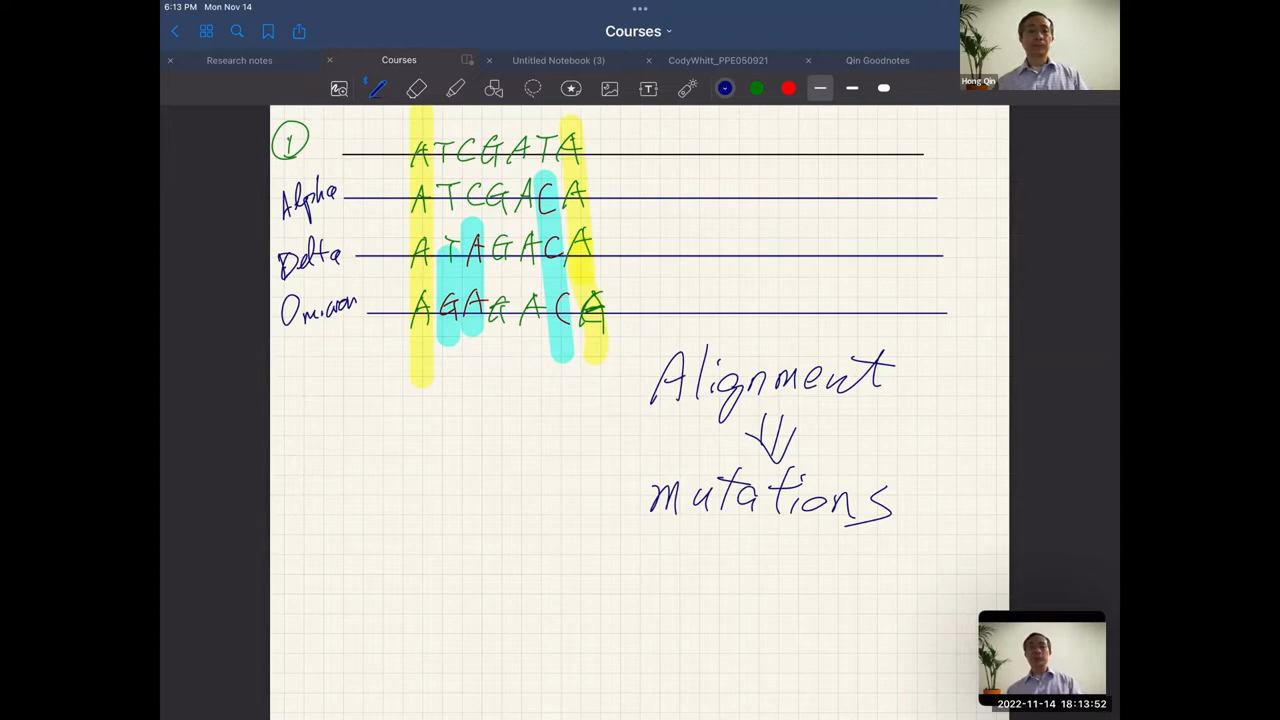 6:13 PM Mon Nov 14
Courses
Research notes
Courses
Untitled Notebook (3)
CodyWhitt_PPE050921
Qin Goodnotes
Hong Qin
1 ATCGATA
Alpha ATCGACA
Delta ATAGACA
Omicron AGAGACA
Alignment
mutations
2022-11-14 18:13:52